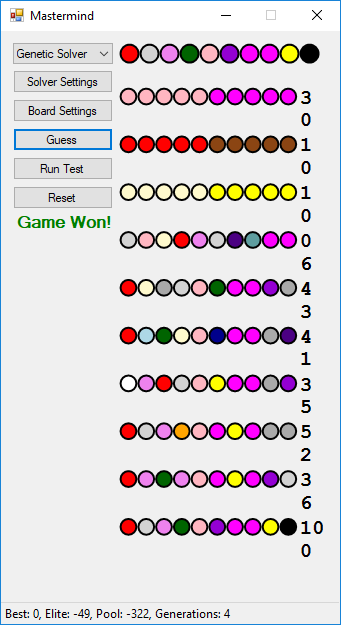 Mastermind
Genetic Solver
Solver Settings
Board Settings
Guess
Run Test
Reset
Game Won!
3
0
1
0
1
0
0
6
4
3
4
1
3
5
5
2
3
6
10
0
Best: 0, Elite: -49, Pool: -322, Generations: 4